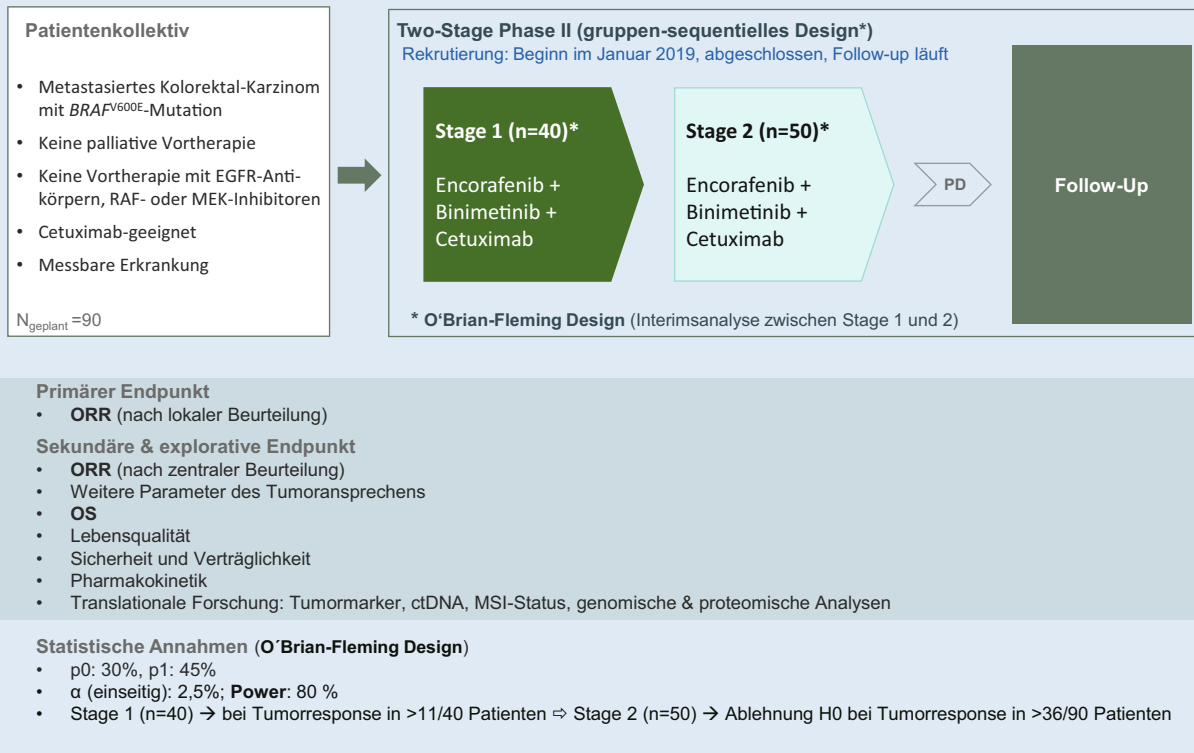 Patientenkollektiv
• Metastasiertes Kolorektal-Karzinom
mit BRAFV600E-Mutation
• Keine palliative Vortherapie
• Keine Vortherapie mit EGFR-Anti-
körpern, RAF- oder MEK-Inhibitoren
• Cetuximab-geeignet
• Messbare Erkrankung
Ngeplant =90
Two-Stage Phase II (gruppen-sequentielles Design*)
Rekrutierung: Beginn im Januar 2019, abgeschlossen, Follow-up läuft
Stage 1 (n=40)*
Encorafenib +
Binimetinib +
Cetuximab
Stage 2 (n=50)*
Encorafenib +
Binimetinib +
Cetuximab
PD
Follow-Up
* O‘Brian-Fleming Design (Interimsanalyse zwischen Stage 1 und 2)
Primärer Endpunkt
• ORR (nach lokaler Beurteilung)
Sekundäre & explorative Endpunkt
• ORR (nach zentraler Beurteilung)
• Weitere Parameter des Tumoransprechens
• OS
• Lebensqualität
• Sicherheit und Verträglichkeit
• Pharmakokinetik
• Translationale Forschung: Tumormarker, ctDNA, MSI-Status, genomische & proteomische Analysen
Statistische Annahmen (O´Brian-Fleming Design)
• p0: 30%, p1: 45%
• α (einseitig): 2,5%; Power: 80 %
• Stage 1 (n=40) → bei Tumorresponse in >11/40 Patienten ⇨ Stage 2 (n=50) → Ablehnung H0 bei Tumorresponse in >36/90 Patienten